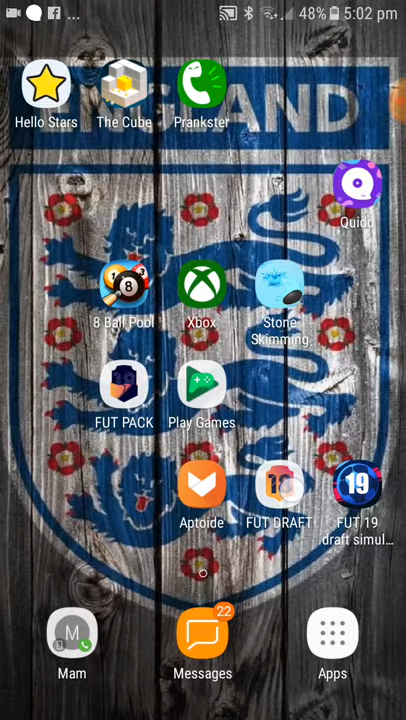 48% 5:02 pm
ENGLAND
Hello Stars
The Cube
Prankster
Quidd
8 Ball Pool
Xbox
Stone
Skimming
FUT PACK
Play Games
19
Aptoide
FUT DRAFT
FUT 19
draft simul...
22
M
Mam
Messages
Apps